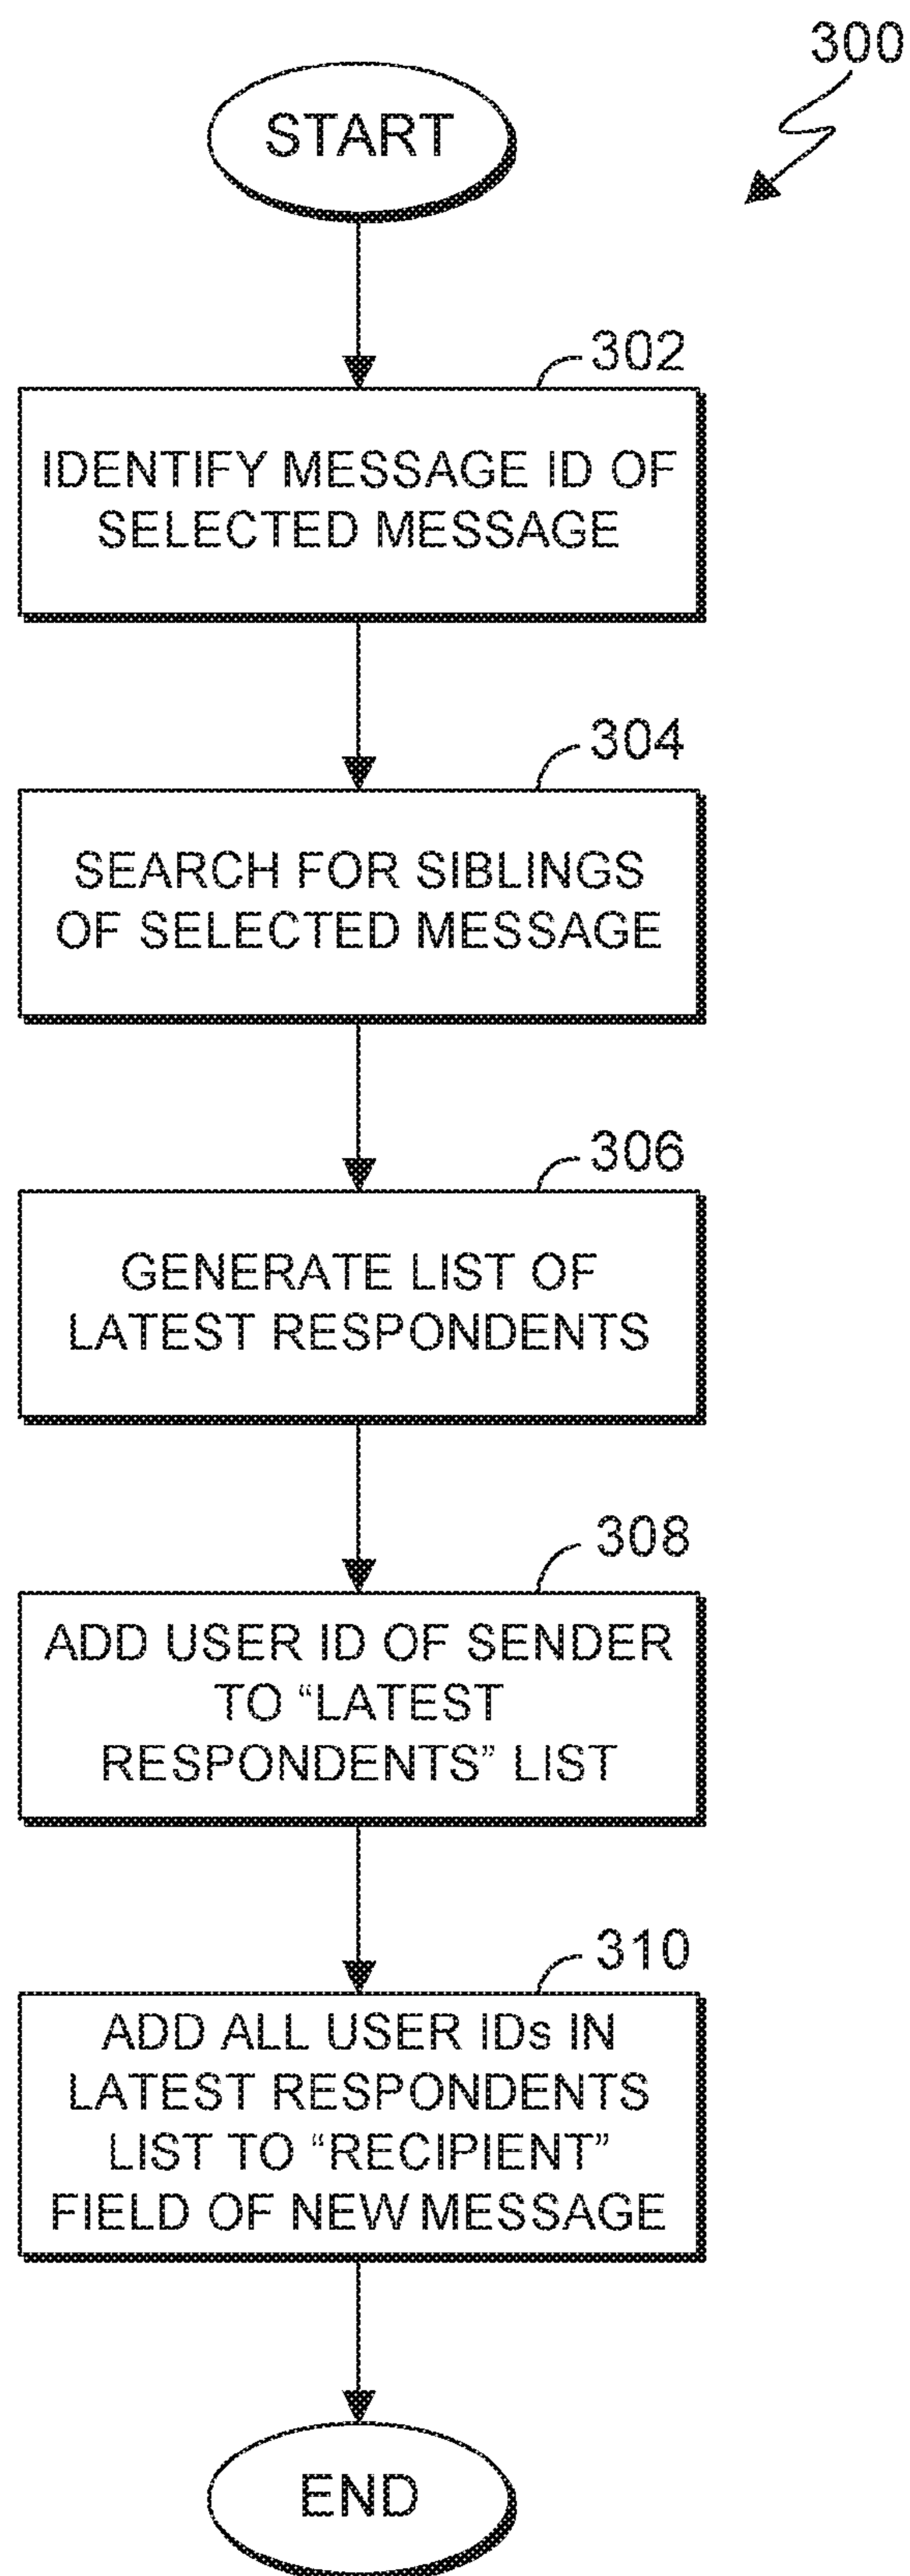 300
START
302
IDENTIFY MESSAGE ID OF
SELECTED MESSAGE
304
SEARCH FOR SIBLINGS
OF SELECTED MESSAGE
306
GENERATE LIST OF
LATEST RESPONDENTS
308
ADD USER ID OF SENDER
TO “LATEST
RESPONDENTS” LIST
310
ADD ALL USER IDs IN
LATEST RESPONDENTS
LIST TO “RECIPIENT”
FIELD OF NEW MESSAGE
END